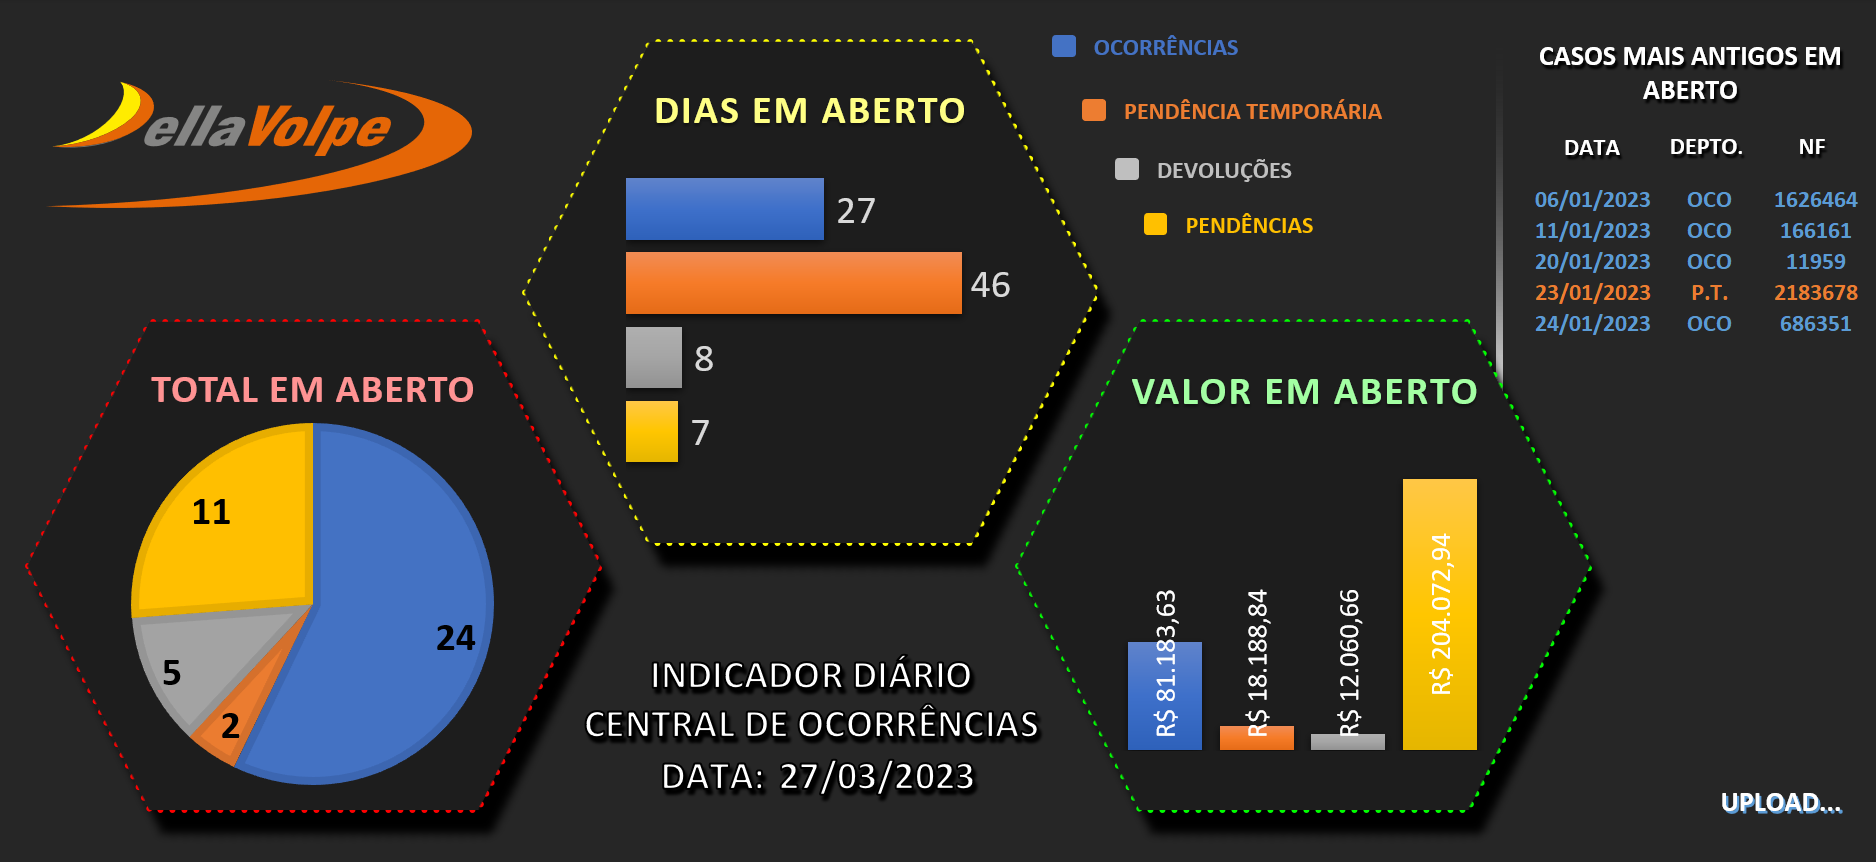 ellaVolpe
DIAS EM ABERTO
27
46
8
7
OCORRÊNCIAS
PENDÊNCIA TEMPORÁRIA
DEVOLUÇÕES
PENDÊNCIAS
CASOS MAIS ANTIGOS EM
ABERTO
DATA DEPTO. NF
06/01/2023 OCO 1626464
11/01/2023 OCO 166161
20/01/2023 OCO 11959
23/01/2023 P.T. 2183678
24/01/2023 OCO 686351
TOTAL EM ABERTO
11
24
5
2
VALOR EM ABERTO
R$ 81.183,63
R$ 18.188,84
R$ 12.060,66
R$ 204.072,94
INDICADOR DIÁRIO
CENTRAL DE OCORRÊNCIAS
DATA: 27/03/2023
UPLOAD...